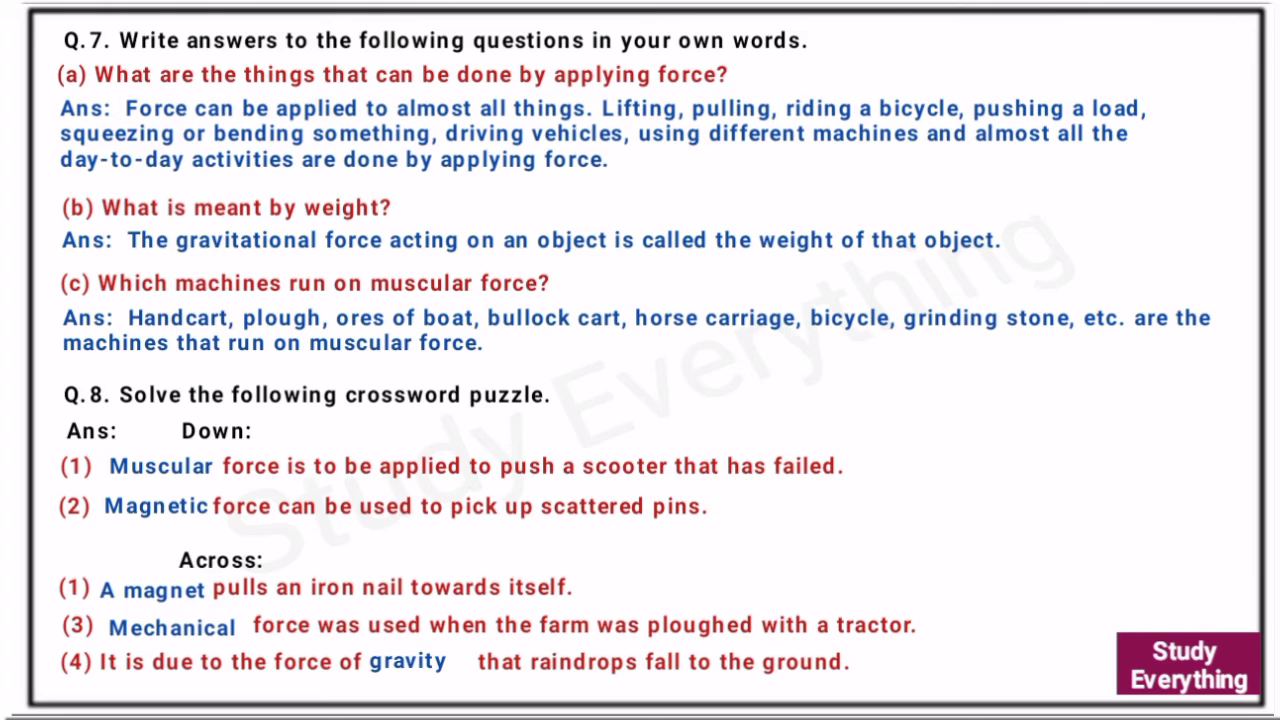 Q.7. Write answers to the following questions in your own words.
(a) What are the things that can be done by applying force?
Ans: Force can be applied to almost all things. Lifting, pulling, riding a bicycle, pushing a load,
squeezing or bending something, driving vehicles, using different machines and almost all the
day-to-day activities are done by applying force.
(b) What is meant by weight?
Ans: The gravitational force acting on an object is called the weight of that object.
(c) Which machines run on muscular force?
Ans: Handcart, plough, ores of boat, bullock cart, horse carriage, bicycle, grinding stone, etc. are the
machines that run on muscular force.
Q.8. Solve the following crossword puzzle.
Ans: Down:
(1) Muscular force is to be applied to push a scooter that has failed.
(2) Magnetic force can be used to pick up scattered pins.
Across:
(1) A magnet pulls an iron nail towards itself.
(3) Mechanical force was used when the farm was ploughed with a tractor.
(4) It is due to the force of gravity that raindrops fall to the ground.
Study Everything
Study
Everything